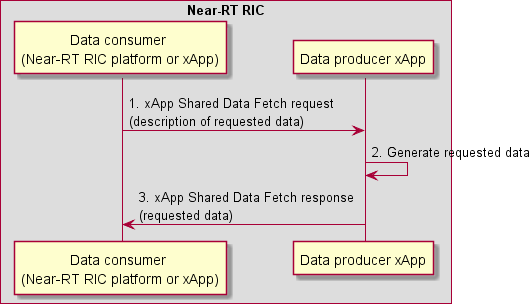 Near-RT RIC
Data consumer
(Near-RT RIC platform or xApp)
Data producer xApp
1. xApp Shared Data Fetch request
(description of requested data)
2. Generate requested data
3. xApp Shared Data Fetch response
(requested data)
Data consumer
(Near-RT RIC platform or xApp)
Data producer xApp